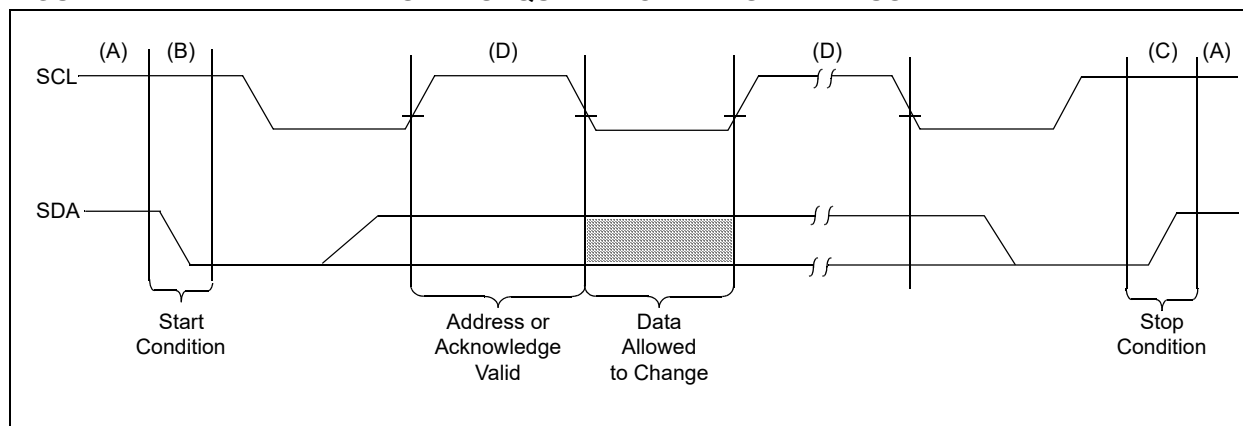 (A) (B) (D) (D) (C) (A)
SCL
SDA
Start
Condition
Address or
Acknowledge
Valid
Data
Allowed
to Change
Stop
Condition